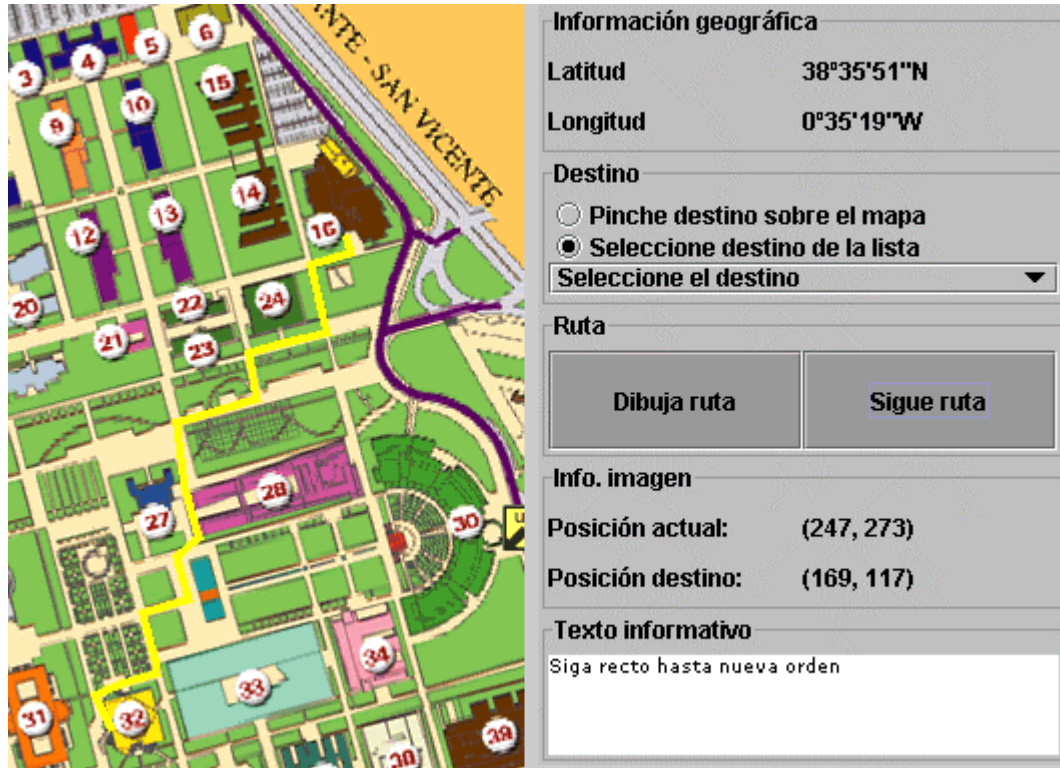 NTE - SAN VICENTE
3
4
5
6
9
10
15
12
13
14
16
20
22
24
21
23
28
27
30
U
31
32
33
34
38
39
Información geográfica
Latitud 38º35'51"N
Longitud 0º35'19"W
Destino
Pinche destino sobre el mapa
Seleccione destino de la lista
Seleccione el destino
Ruta
Dibuja ruta Sigue ruta
Info. imagen
Posición actual: (247, 273)
Posición destino: (169, 117)
Texto informativo
Siga recto hasta nueva orden